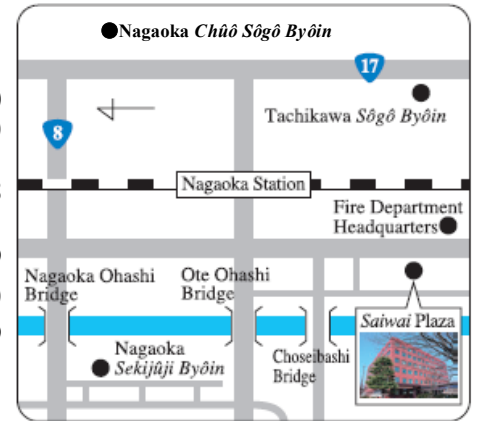 Nagaoka Chûô Sôgô Byôin
17
Tachikawa Sôgô Byôin
8
Nagaoka Station
Fire Department
Headquarters
Nagaoka Ohashi
Bridge
Ote Ohashi
Bridge
Saiwai Plaza
Nagaoka
Sekijûji Byôin
Choseibashi
Bridge